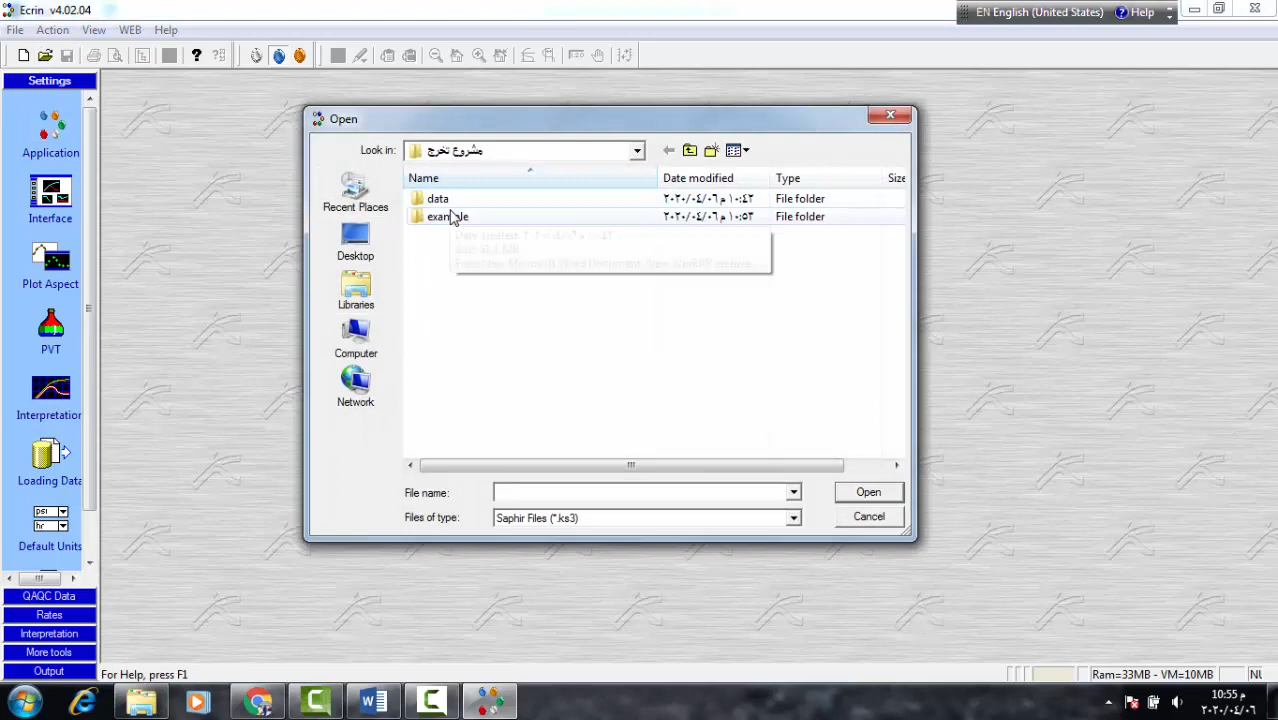 Ecrin v4.02.04
EN English (United States) Help
File Action View WEB Help
Settings
Application
Interface
Plot Aspect
PVT
Interpretation
Loading Data
psi
hr
Default Units
QAQC Data
Rates
Interpretation
More tools
Output
Open
Look in: مشروع تخرج
Recent Places
Desktop
Libraries
Computer
Network
Name Date modified Type Size
data ٢٠٢٠/٠٤/٠٦ ١٠:٤٢ م File folder
example ٢٠٢٠/٠٤/٠٦ ١٠:٥٣ م File folder
File name: Open
Files of type: Saphir Files (*.ks3) Cancel
For Help, press F1
Ram=33MB - VM=10MB
10:55 م
٢٠٢٠/٠٤/٠٦